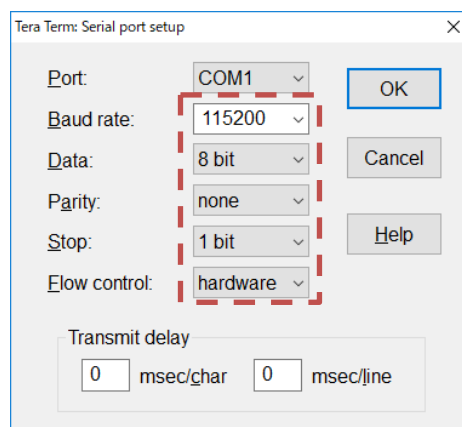 Tera Term: Serial port setup
Port: COM1 OK
Baud rate: 115200
Data: 8 bit Cancel
Parity: none
Stop: 1 bit Help
Flow control: hardware
Transmit delay
0 msec/char 0 msec/line